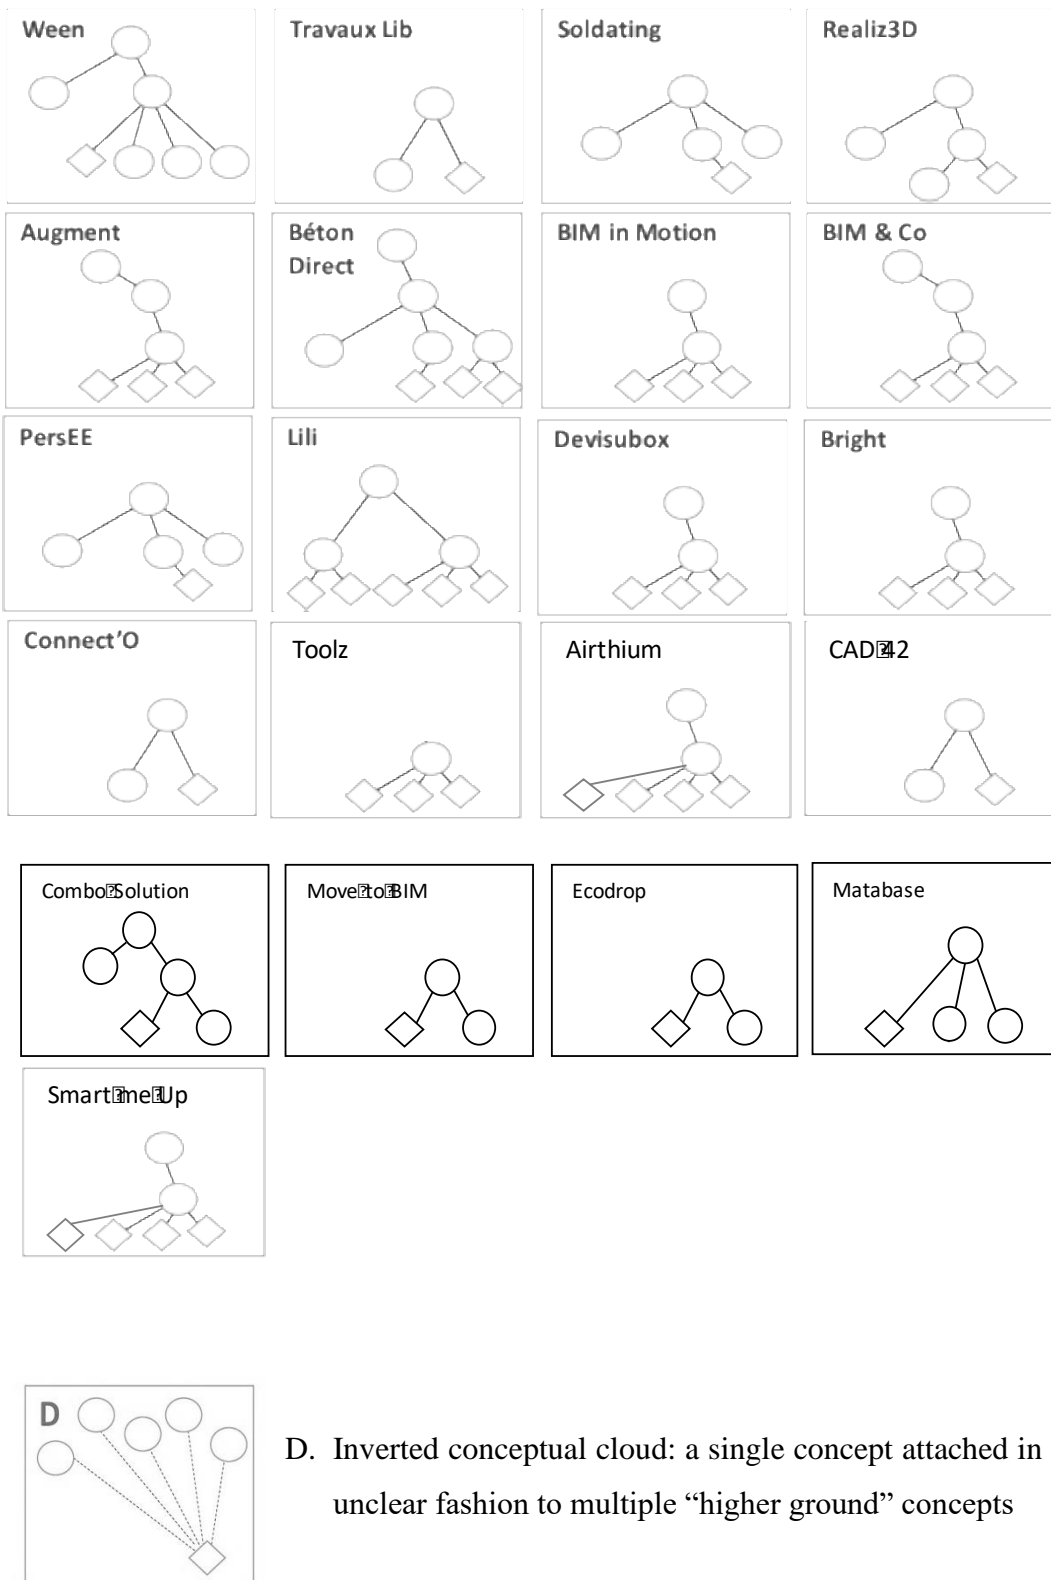 Ween
Travaux Lib
Soldating
Realiz3D
Augment
Béton
Direct
BIM in Motion
BIM & Co
PersEE
Lili
Devisubox
Bright
Connect’O
Toolz
Airthium
CAD⍰42
Combo⍰Solution
Move⍰to⍰BIM
Ecodrop
Matabase
Smart⍰me⍰Up
D
D. Inverted conceptual cloud: a single concept attached in
unclear fashion to multiple “higher ground” concepts